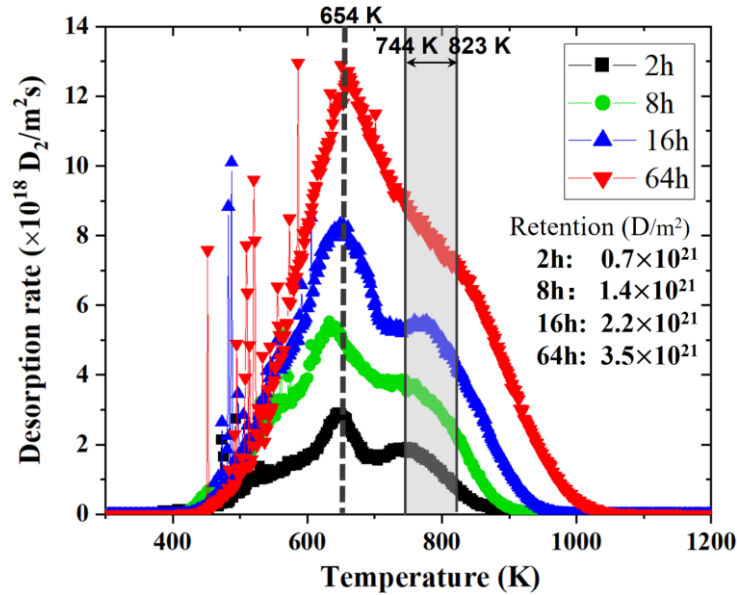 654 K
744 K 823 K
14
12
10
8
6
4
2
0
Desorption rate (×10¹⁸ D₂/m²s)
2h
8h
16h
64h
Retention (D/m²)
2h: 0.7×10²¹
8h: 1.4×10²¹
16h: 2.2×10²¹
64h: 3.5×10²¹
400 600 800 1000 1200
Temperature (K)